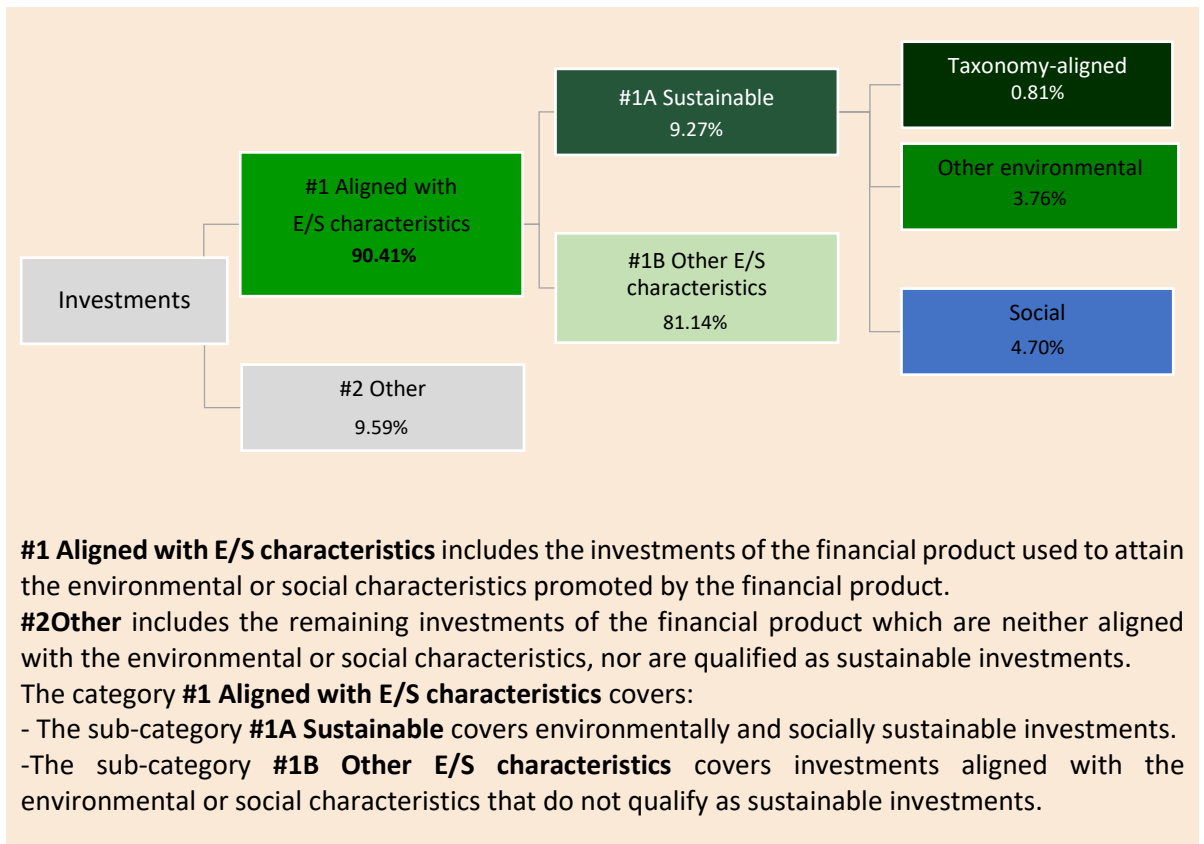 Investments
#1 Aligned with
E/S characteristics
90.41%
#2 Other
9.59%
#1A Sustainable
9.27%
#1B Other E/S
characteristics
81.14%
Taxonomy-aligned
0.81%
Other environmental
3.76%
Social
4.70%
#1 Aligned with E/S characteristics includes the investments of the financial product used to attain
the environmental or social characteristics promoted by the financial product.
#2Other includes the remaining investments of the financial product which are neither aligned
with the environmental or social characteristics, nor are qualified as sustainable investments.
The category #1 Aligned with E/S characteristics covers:
- The sub-category #1A Sustainable covers environmentally and socially sustainable investments.
-The sub-category #1B Other E/S characteristics covers investments aligned with the
environmental or social characteristics that do not qualify as sustainable investments.